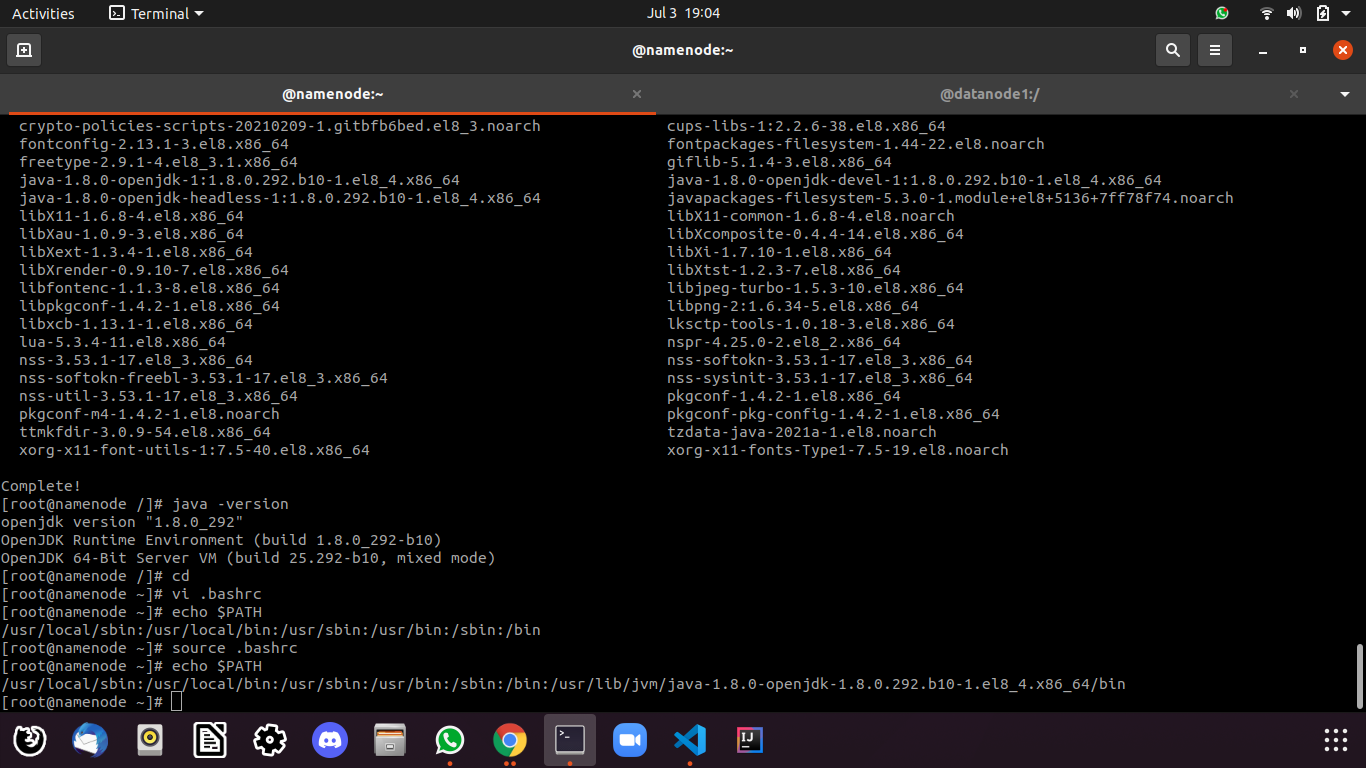 Activities Terminal Jul 3 19:04
@namenode:~
@namenode:~ @datanode1:/
crypto-policies-scripts-20210209-1.gitbfb6bed.el8_3.noarch cups-libs-1:2.2.6-38.el8.x86_64
fontconfig-2.13.1-3.el8.x86_64 fontpackages-filesystem-1.44-22.el8.noarch
freetype-2.9.1-4.el8_3.1.x86_64 giflib-5.1.4-3.el8.x86_64
java-1.8.0-openjdk-1:1.8.0.292.b10-1.el8_4.x86_64 java-1.8.0-openjdk-devel-1:1.8.0.292.b10-1.el8_4.x86_64
java-1.8.0-openjdk-headless-1:1.8.0.292.b10-1.el8_4.x86_64 javapackages-filesystem-5.3.0-1.module+el8+5136+7ff78f74.noarch
libX11-1.6.8-4.el8.x86_64 libX11-common-1.6.8-4.el8.noarch
libXau-1.0.9-3.el8.x86_64 libXcomposite-0.4.4-14.el8.x86_64
libXext-1.3.4-1.el8.x86_64 libXi-1.7.10-1.el8.x86_64
libXrender-0.9.10-7.el8.x86_64 libXtst-1.2.3-7.el8.x86_64
libfontenc-1.1.3-8.el8.x86_64 libjpeg-turbo-1.5.3-10.el8.x86_64
libpkgconf-1.4.2-1.el8.x86_64 libpng-2:1.6.34-5.el8.x86_64
libxcb-1.13.1-1.el8.x86_64 lksctp-tools-1.0.18-3.el8.x86_64
lua-5.3.4-11.el8.x86_64 nspr-4.25.0-2.el8_2.x86_64
nss-3.53.1-17.el8_3.x86_64 nss-softokn-3.53.1-17.el8_3.x86_64
nss-softokn-freebl-3.53.1-17.el8_3.x86_64 nss-sysinit-3.53.1-17.el8_3.x86_64
nss-util-3.53.1-17.el8_3.x86_64 pkgconf-1.4.2-1.el8.x86_64
pkgconf-m4-1.4.2-1.el8.noarch pkgconf-pkg-config-1.4.2-1.el8.x86_64
ttmkfdir-3.0.9-54.el8.x86_64 tzdata-java-2021a-1.el8.noarch
xorg-x11-font-utils-1:7.5-40.el8.x86_64 xorg-x11-fonts-Type1-7.5-19.el8.noarch
Complete!
[root@namenode /]# java -version
openjdk version "1.8.0_292"
OpenJDK Runtime Environment (build 1.8.0_292-b10)
OpenJDK 64-Bit Server VM (build 25.292-b10, mixed mode)
[root@namenode /]# cd
[root@namenode ~]# vi .bashrc
[root@namenode ~]# echo $PATH
/usr/local/sbin:/usr/local/bin:/usr/sbin:/usr/bin:/sbin:/bin
[root@namenode ~]# source .bashrc
[root@namenode ~]# echo $PATH
/usr/local/sbin:/usr/local/bin:/usr/sbin:/usr/bin:/sbin:/bin:/usr/lib/jvm/java-1.8.0-openjdk-1.8.0.292.b10-1.el8_4.x86_64/bin
[root@namenode ~]#
IJ